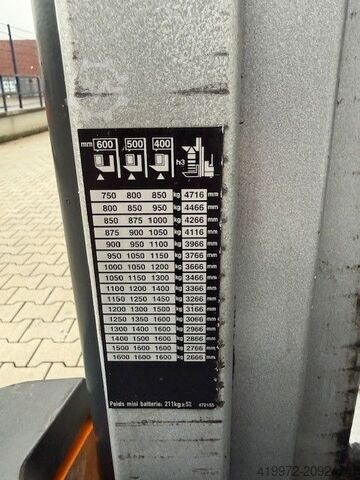 mm 600 500 400 h3
750 800 850 kg 4716 mm
800 850 950 kg 4466 mm
850 875 1000 kg 4266 mm
875 900 1050 kg 4116 mm
900 950 1100 kg 3966 mm
950 1050 1150 kg 3766 mm
1000 1050 1200 kg 3666 mm
1050 1150 1300 kg 3466 mm
1100 1200 1400 kg 3366 mm
1150 1250 1450 kg 3266 mm
1200 1300 1500 kg 3166 mm
1250 1350 1600 kg 3066 mm
1300 1400 1600 kg 2966 mm
1400 1500 1600 kg 2866 mm
1500 1600 1600 kg 2766 mm
1600 1600 1600 kg 2666 mm
Poids mini batterie: 211kg±5%